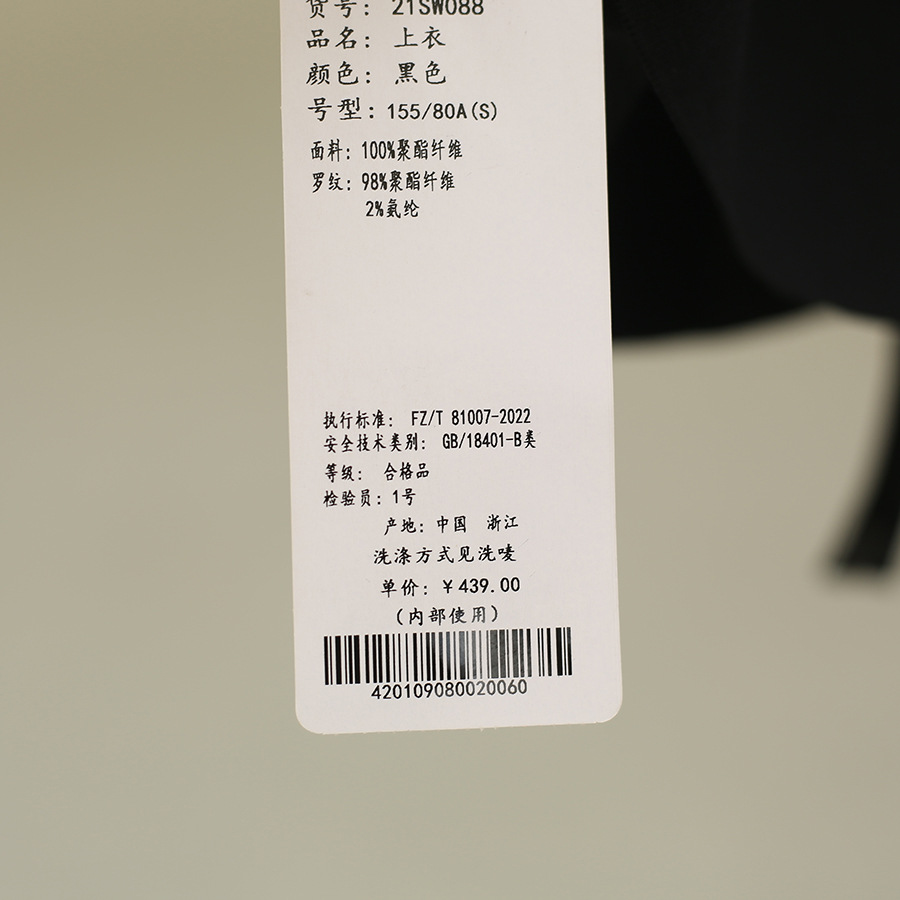 货号: 21SW088
品名: 上衣
颜色: 黑色
号型: 155/80A(S)
面料: 100%聚酯纤维
罗纹: 98%聚酯纤维
2%氨纶
执行标准: FZ/T 81007-2022
安全技术类别: GB/18401-B类
等级: 合格品
检验员: 1号
产地: 中国 浙江
洗涤方式见洗唛
单价: ¥439.00
(内部使用)
420109080020060